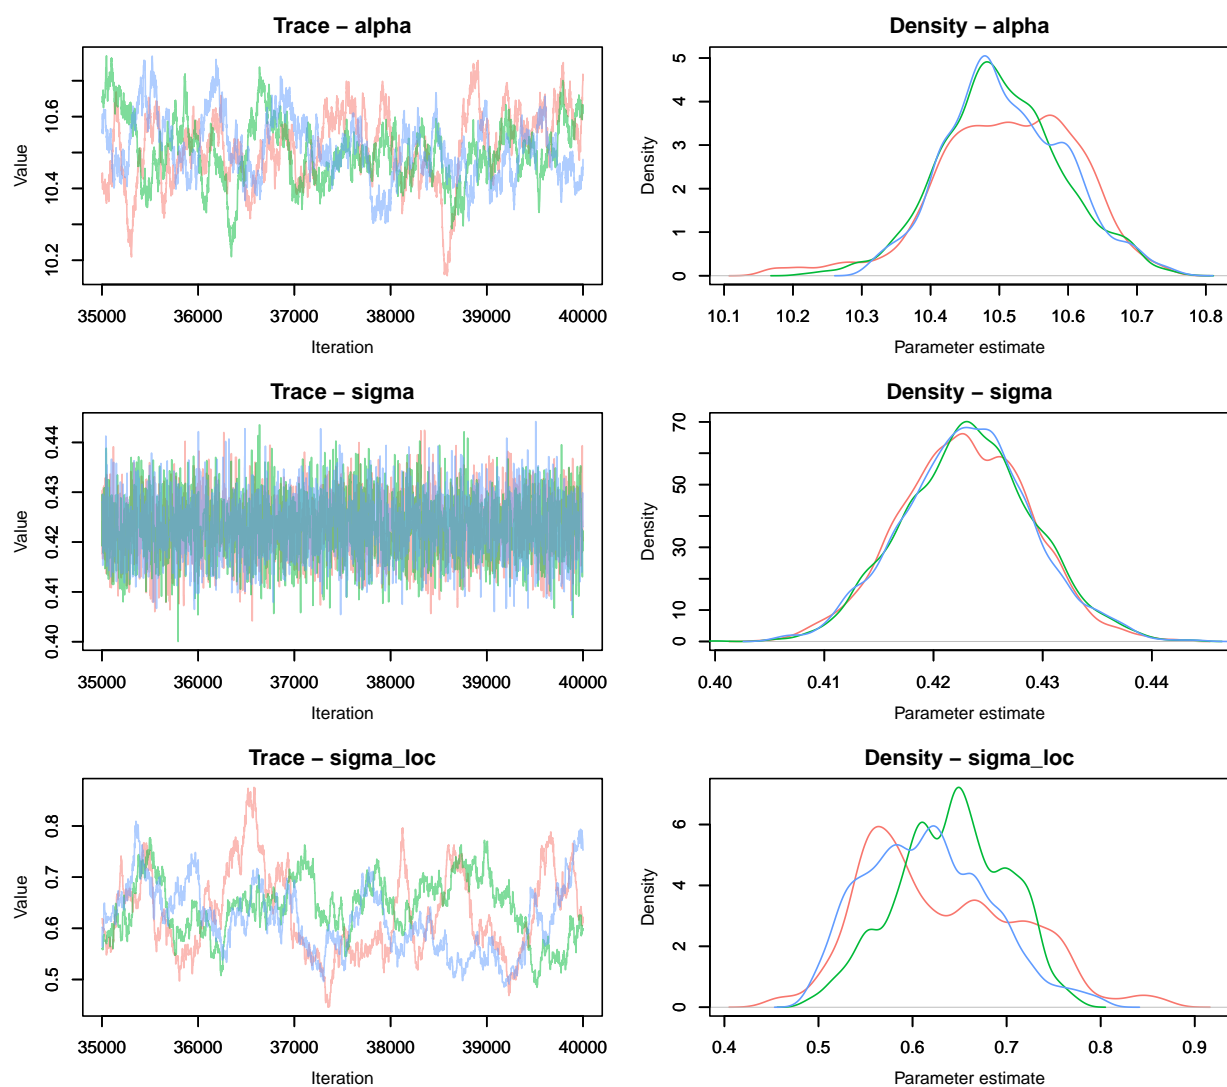 Trace – alpha
Value
10.2 10.4 10.6
35000 36000 37000 38000 39000 40000
Iteration
Density – alpha
Density
0 1 2 3 4 5
10.1 10.2 10.3 10.4 10.5 10.6 10.7 10.8
Parameter estimate
Trace – sigma
Value
0.40 0.41 0.42 0.43 0.44
35000 36000 37000 38000 39000 40000
Iteration
Density – sigma
Density
0 10 30 50 70
0.40 0.41 0.42 0.43 0.44
Parameter estimate
Trace – sigma_loc
Value
0.5 0.6 0.7 0.8
35000 36000 37000 38000 39000 40000
Iteration
Density – sigma_loc
Density
0 2 4 6
0.4 0.5 0.6 0.7 0.8 0.9
Parameter estimate